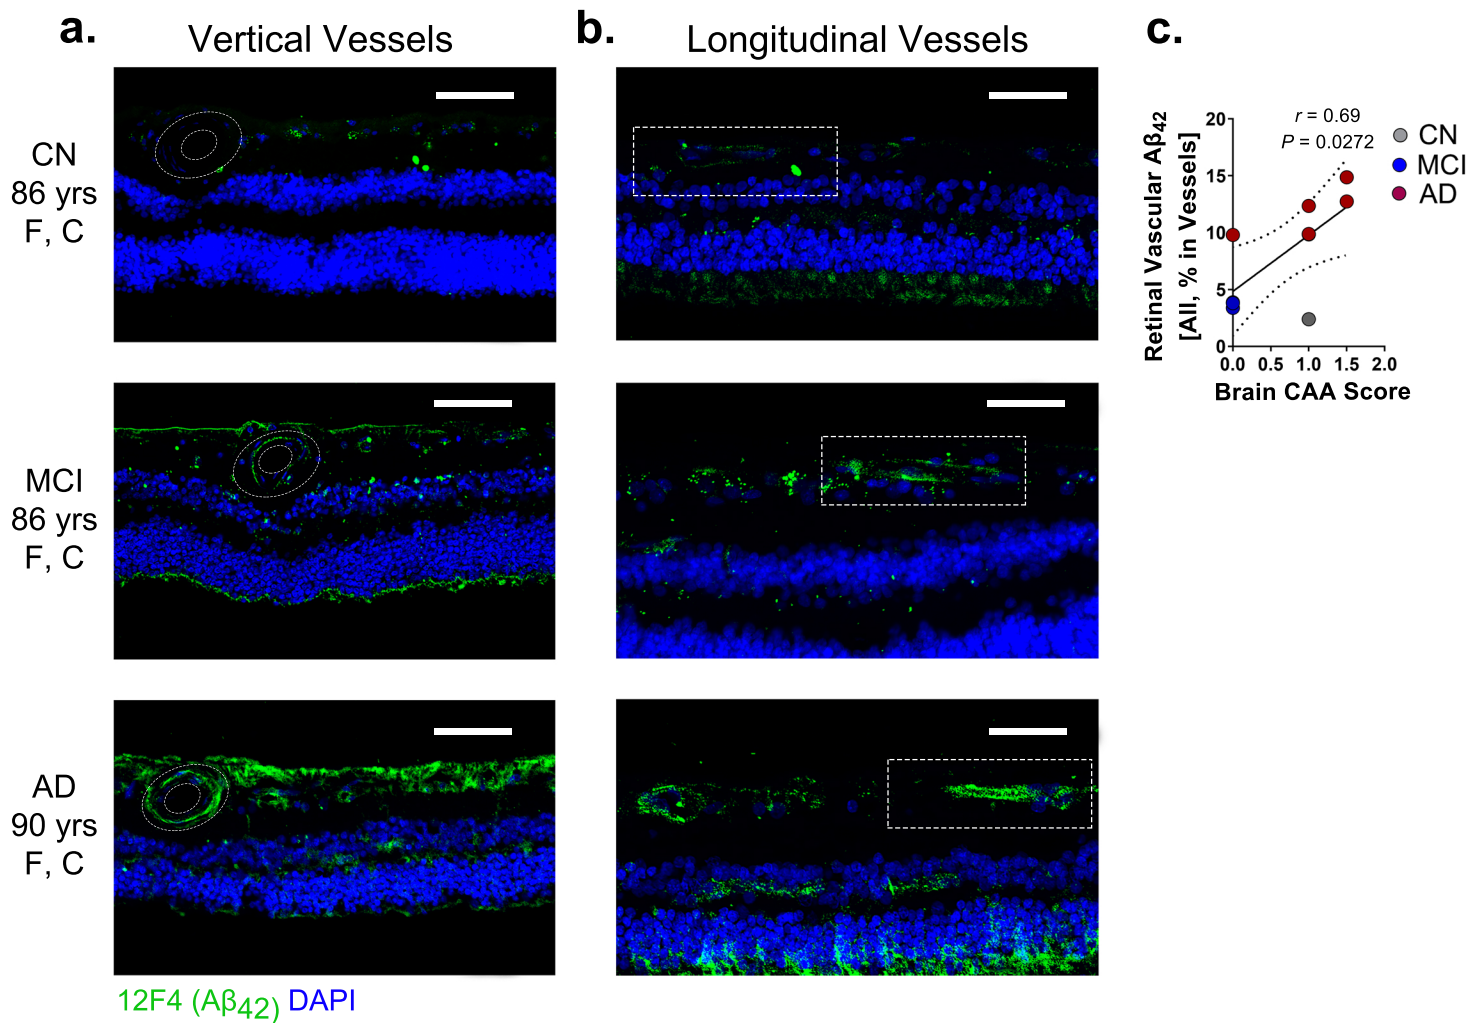 a.
Vertical Vessels
b.
Longitudinal Vessels
c.
CN
86 yrs
F, C
MCI
86 yrs
F, C
AD
90 yrs
F, C
12F4 (Aβ42) DAPI
Retinal Vascular Aβ42
[All, % in Vessels]
20
15
10
5
0
r = 0.69
P = 0.0272
CN
MCI
AD
0.0 0.5 1.0 1.5 2.0
Brain CAA Score